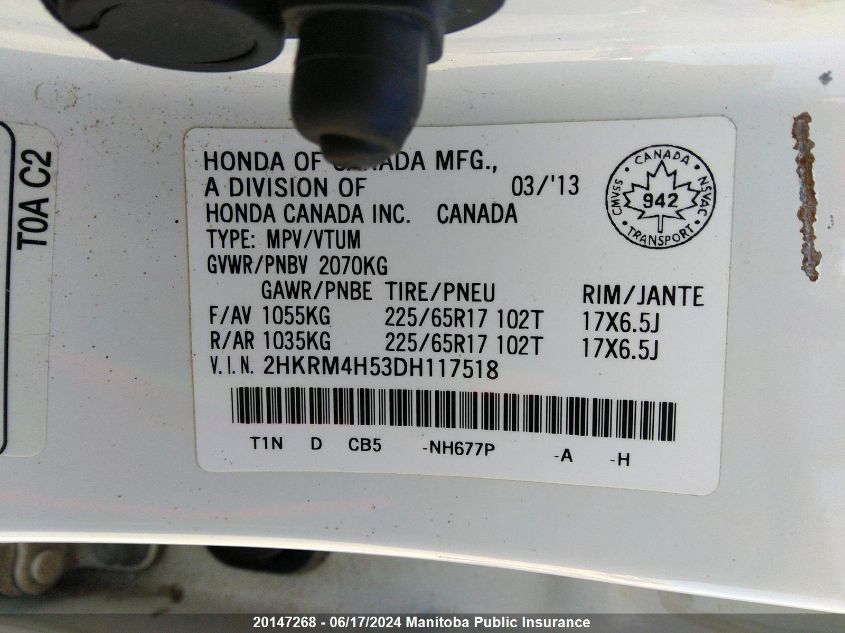 T0A C2
HONDA OF CANADA MFG.,
A DIVISION OF 03/'13
HONDA CANADA INC. CANADA
TYPE: MPV/VTUM
GVWR/PNBV 2070KG
GAWR/PNBE TIRE/PNEU RIM/JANTE
F/AV 1055KG 225/65R17 102T 17X6.5J
R/AR 1035KG 225/65R17 102T 17X6.5J
V.I.N. 2HKRM4H53DH117518
T1N D CB5 -NH677P -A -H
CANADA
CMVSS 942 NSVAC
TRANSPORT
20147268 - 06/17/2024 Manitoba Public Insurance